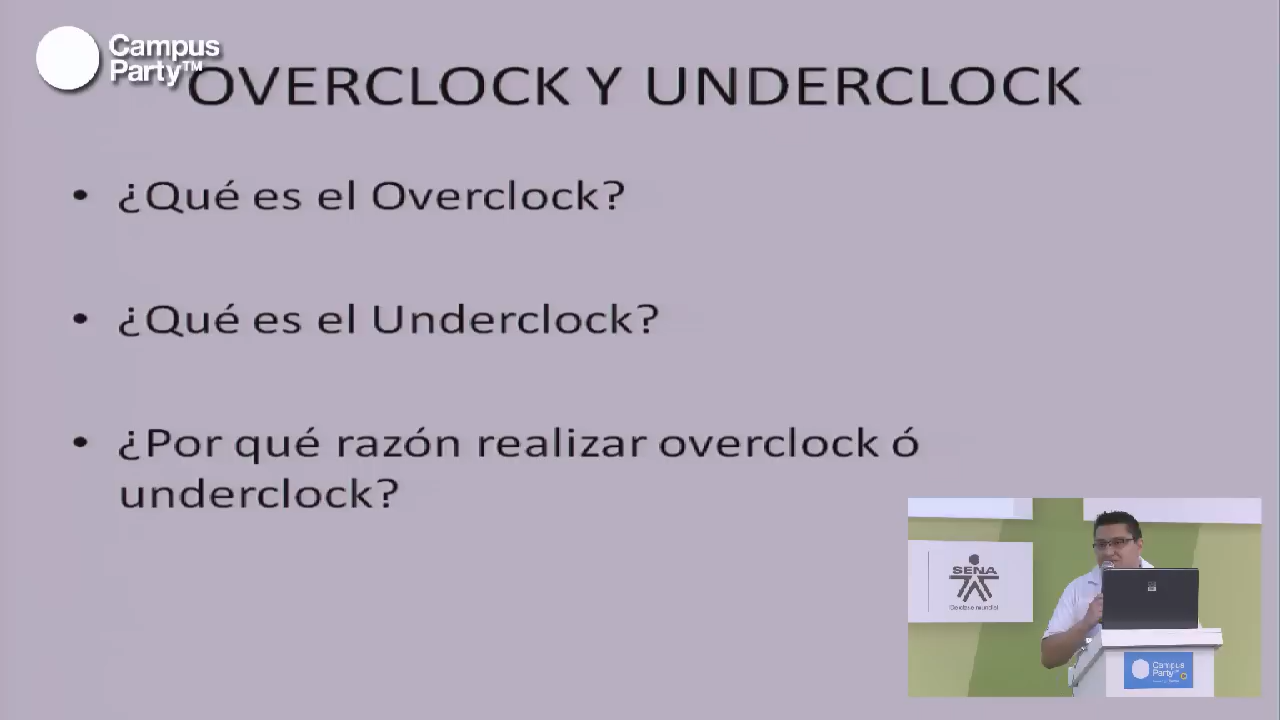 Campus
Party™
OVERCLOCK Y UNDERCLOCK
• ¿Qué es el Overclock?
• ¿Qué es el Underclock?
• ¿Por qué razón realizar overclock ó
underclock?
SENA
Campus
Party